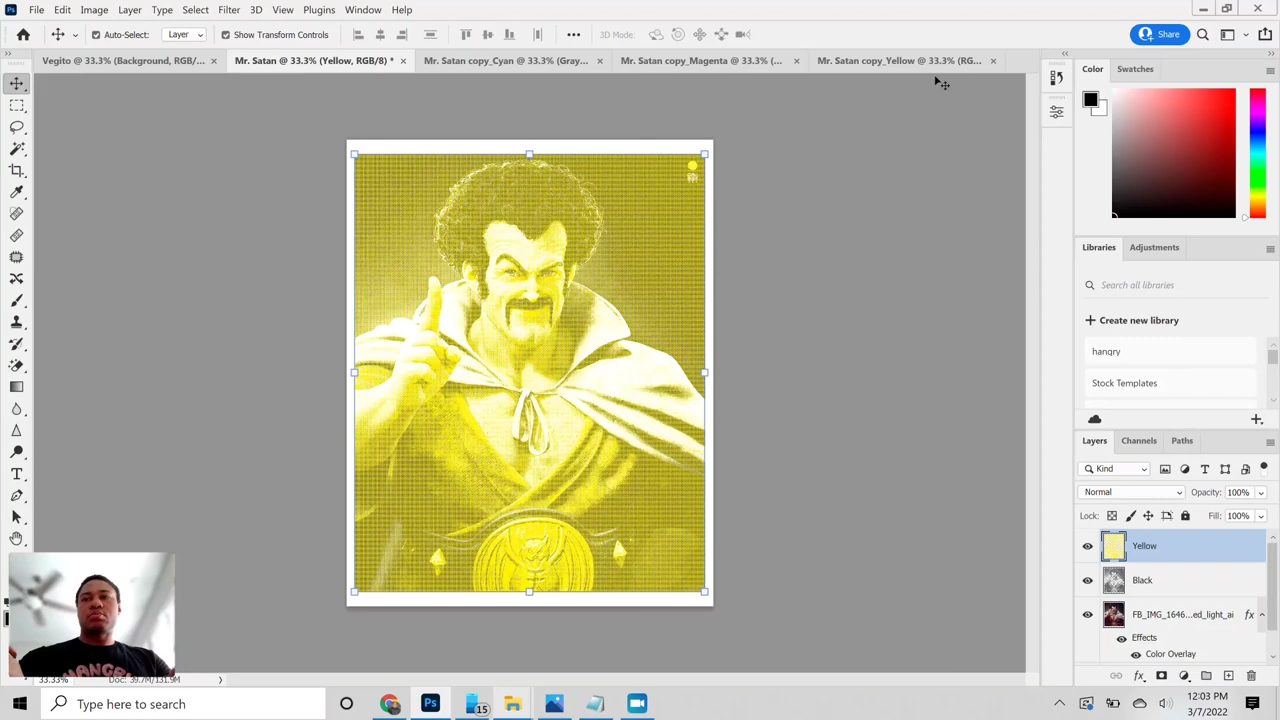 File Edit Image Layer Type Select Filter 3D View Plugins Window Help
Auto-Select: Layer Show Transform Controls 3D Mode: Share
Vegito @ 33.3% (Background, RGB/... × Mr. Satan @ 33.3% (Yellow, RGB/8) * × Mr. Satan copy_Cyan @ 33.3% (Gray... × Mr. Satan copy_Magenta @ 33.3% (... × Mr. Satan copy_Yellow @ 33.3% (RG... ×
Color Swatches
Libraries Adjustments
Search all libraries
Create new library
hangry
Stock Templates
Layers Channels Paths
Kind
Normal Opacity: 100%
Lock: Fill: 100%
Yellow
Black
FB_IMG_1646...ed_light_ai fx
Effects
Color Overlay
33.33% Doc: 39.7M/131.9M
Type here to search
Ps
15
12:03 PM
3/7/2022